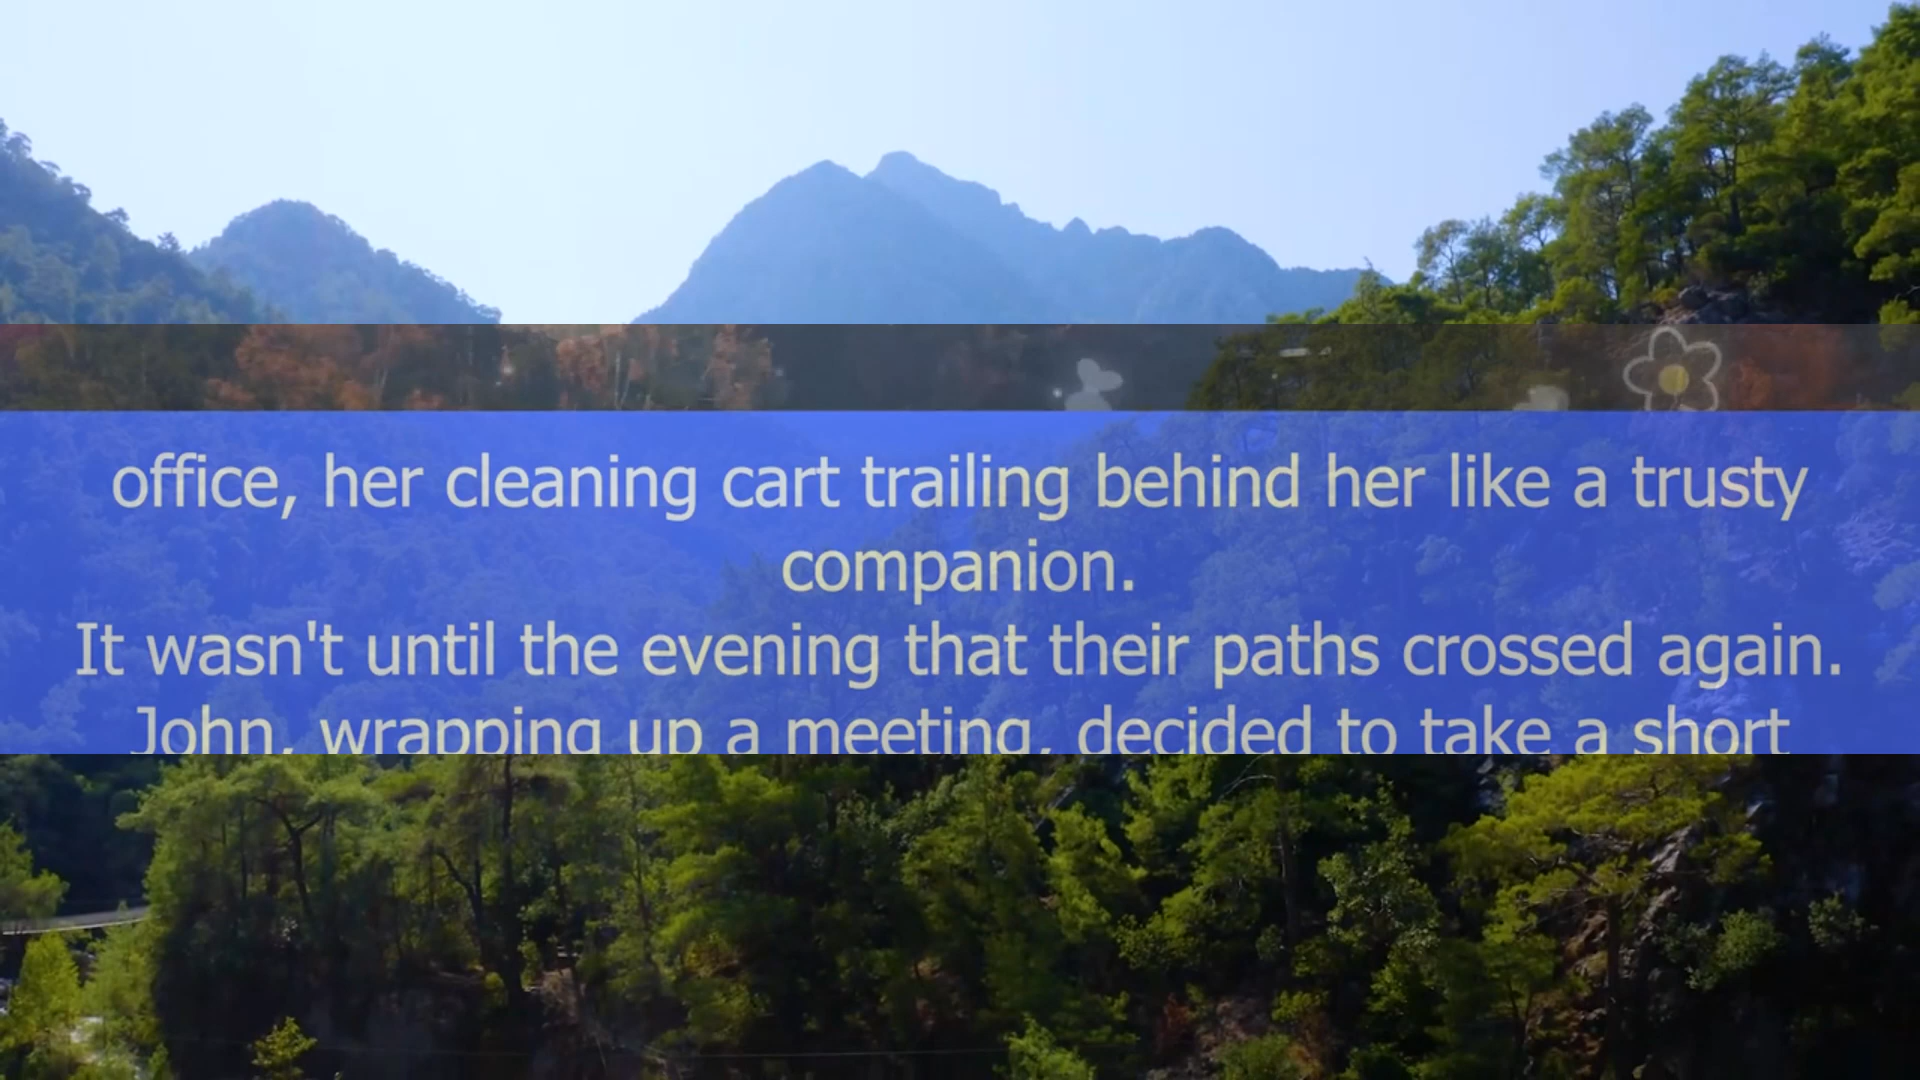 office, her cleaning cart trailing behind her like a trusty
companion.
It wasn't until the evening that their paths crossed again.
John, wrapping up a meeting, decided to take a short